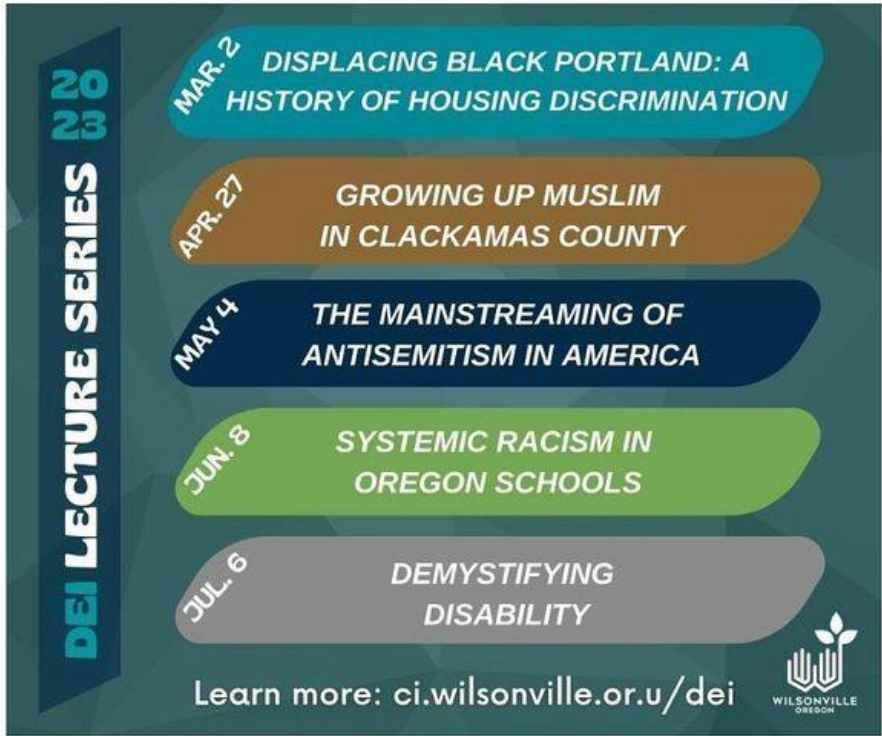 2023
DEI LECTURE SERIES
MAR. 2
DISPLACING BLACK PORTLAND: A
HISTORY OF HOUSING DISCRIMINATION
APR. 27
GROWING UP MUSLIM
IN CLACKAMAS COUNTY
MAY 4
THE MAINSTREAMING OF
ANTISEMITISM IN AMERICA
JUN. 8
SYSTEMIC RACISM IN
OREGON SCHOOLS
JUL. 6
DEMYSTIFYING
DISABILITY
Learn more: ci.wilsonville.or.u/dei
WILSONVILLE
OREGON